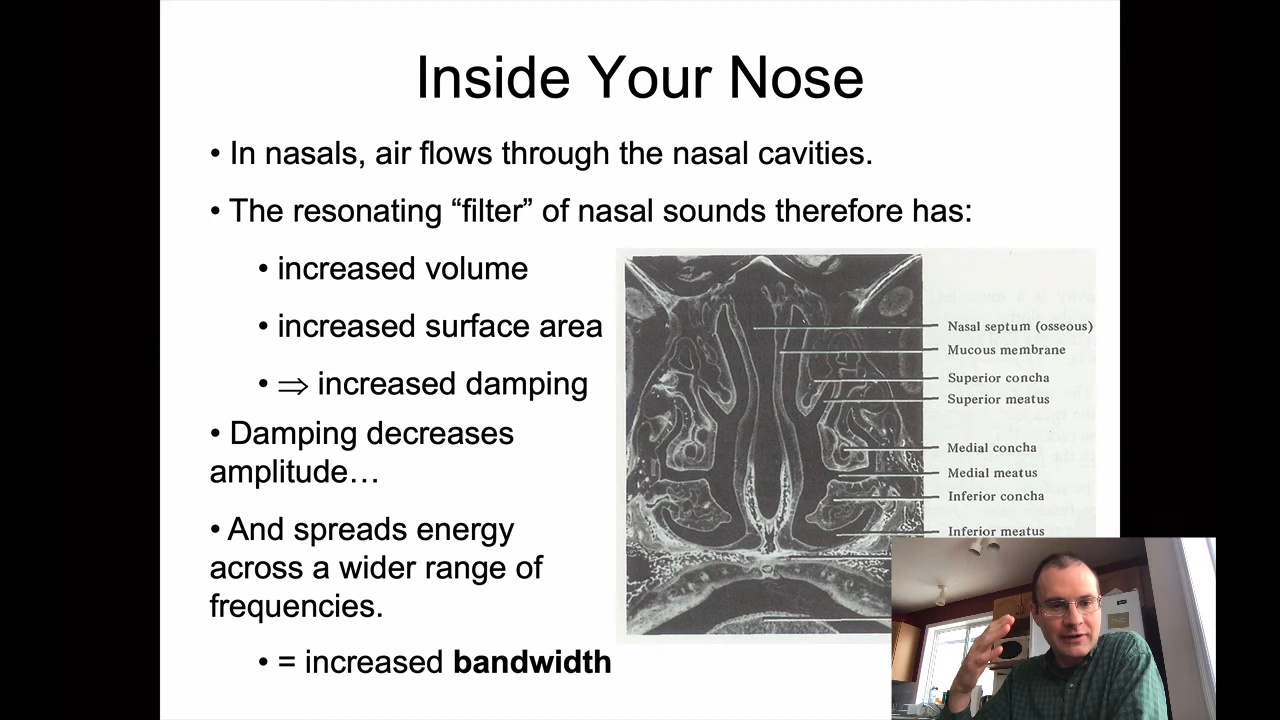 Inside Your Nose
• In nasals, air flows through the nasal cavities.
• The resonating “filter” of nasal sounds therefore has:
• increased volume
• increased surface area
• ⇒ increased damping
• Damping decreases
amplitude…
• And spreads energy
across a wider range of
frequencies.
• = increased bandwidth
Nasal septum (osseous)
Mucous membrane
Superior concha
Superior meatus
Medial concha
Medial meatus
Inferior concha
Inferior meatus